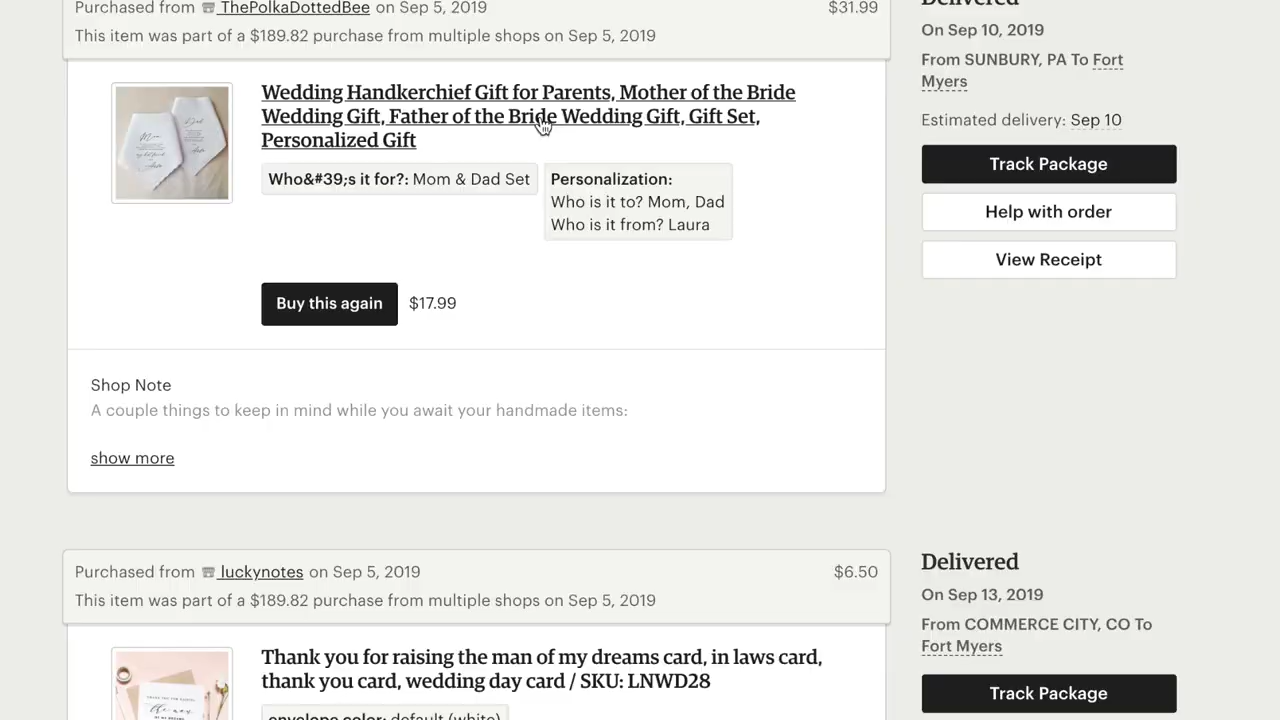 Purchased from ThePolkaDottedBee on Sep 5, 2019
$31.99
This item was part of a $189.82 purchase from multiple shops on Sep 5, 2019
Wedding Handkerchief Gift for Parents, Mother of the Bride
Wedding Gift, Father of the Bride Wedding Gift, Gift Set,
Personalized Gift
Who&#39;s it for?: Mom & Dad Set
Personalization:
Who is it to? Mom, Dad
Who is it from? Laura
Buy this again
$17.99
Shop Note
A couple things to keep in mind while you await your handmade items:
show more
Delivered
On Sep 10, 2019
From SUNBURY, PA To Fort
Myers
Estimated delivery: Sep 10
Track Package
Help with order
View Receipt
Purchased from luckynotes on Sep 5, 2019
$6.50
This item was part of a $189.82 purchase from multiple shops on Sep 5, 2019
Thank you for raising the man of my dreams card, in laws card,
thank you card, wedding day card / SKU: LNWD28
envelope color: default (white)
Delivered
On Sep 13, 2019
From COMMERCE CITY, CO To
Fort Myers
Track Package